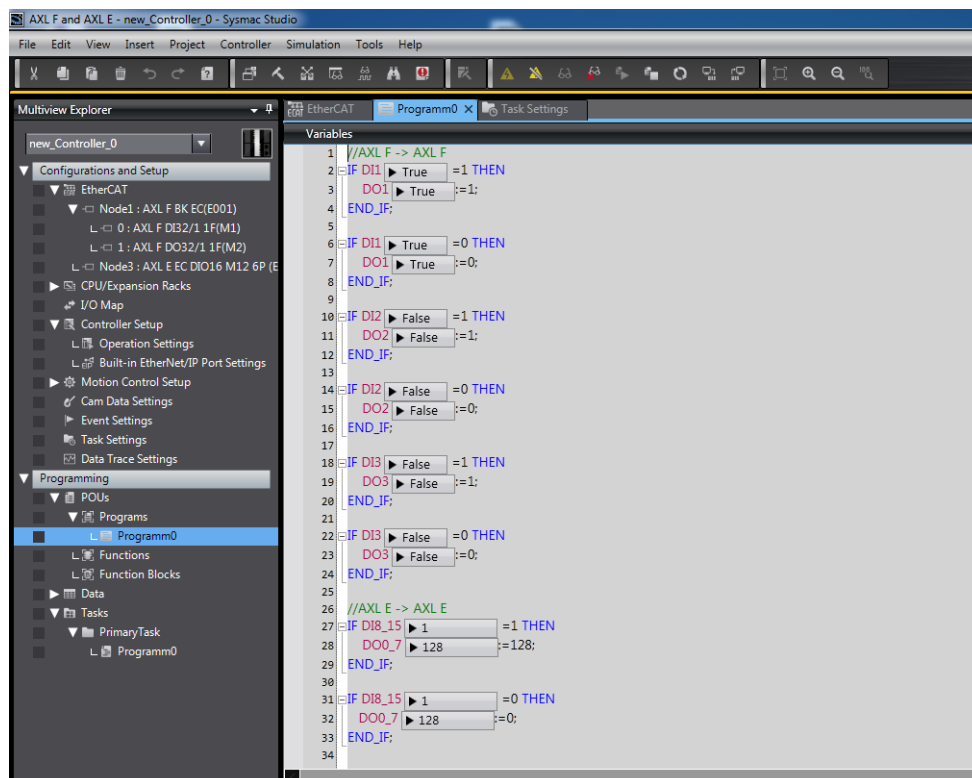 AXL F and AXL E - new_Controller_0 - Sysmac Studio
File Edit View Insert Project Controller Simulation Tools Help
Multiview Explorer
new_Controller_0
Configurations and Setup
EtherCAT
Node1 : AXL F BK EC(E001)
0 : AXL F DI32/1 1F(M1)
1 : AXL F DO32/1 1F(M2)
Node3 : AXL E EC DIO16 M12 6P (E
CPU/Expansion Racks
I/O Map
Controller Setup
Operation Settings
Built-in EtherNet/IP Port Settings
Motion Control Setup
Cam Data Settings
Event Settings
Task Settings
Data Trace Settings
Programming
POUs
Programs
Programm0
Functions
Function Blocks
Data
Tasks
PrimaryTask
Programm0
EtherCAT Programm0 Task Settings
Variables
1 //AXL F -> AXL F
2 IF DI1 ▶ True =1 THEN
3 DO1 ▶ True :=1;
4 END_IF;
5
6 IF DI1 ▶ True =0 THEN
7 DO1 ▶ True :=0;
8 END_IF;
9
10 IF DI2 ▶ False =1 THEN
11 DO2 ▶ False :=1;
12 END_IF;
13
14 IF DI2 ▶ False =0 THEN
15 DO2 ▶ False :=0;
16 END_IF;
17
18 IF DI3 ▶ False =1 THEN
19 DO3 ▶ False :=1;
20 END_IF;
21
22 IF DI3 ▶ False =0 THEN
23 DO3 ▶ False :=0;
24 END_IF;
25
26 //AXL E -> AXL E
27 IF DI8_15 ▶ 1 =1 THEN
28 DO0_7 ▶ 128 :=128;
29 END_IF;
30
31 IF DI8_15 ▶ 1 =0 THEN
32 DO0_7 ▶ 128 :=0;
33 END_IF;
34